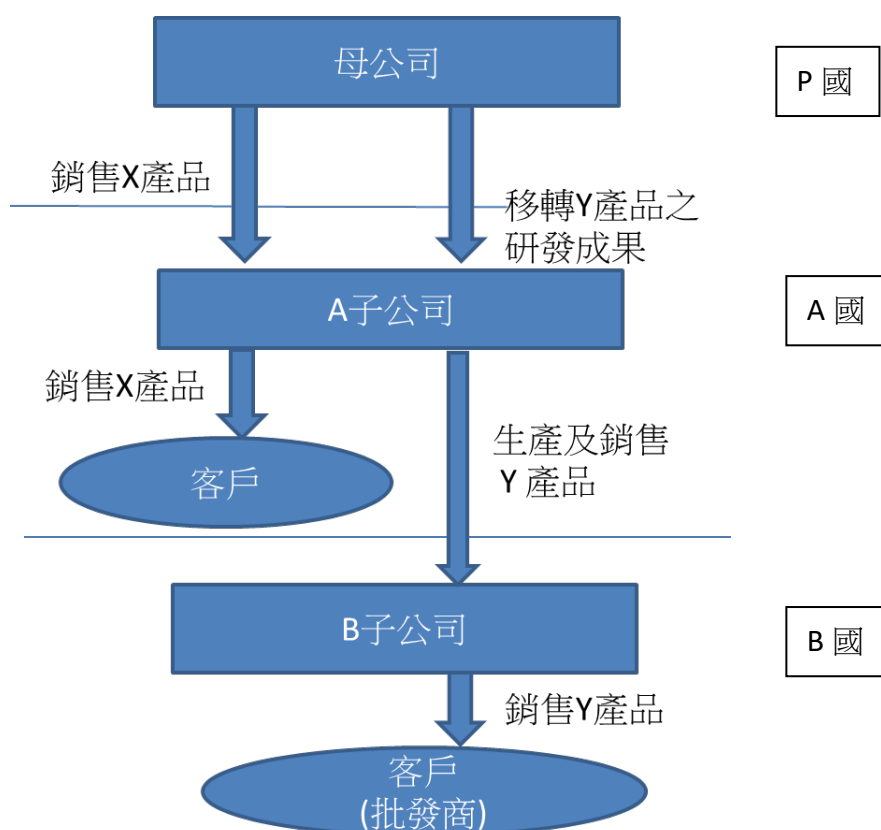 母公司
P 國
銷售X產品
移轉Y產品之
研發成果
A子公司
A 國
銷售X產品
生產及銷售
Y 產品
客戶
B子公司
B 國
銷售Y產品
客戶
(批發商)